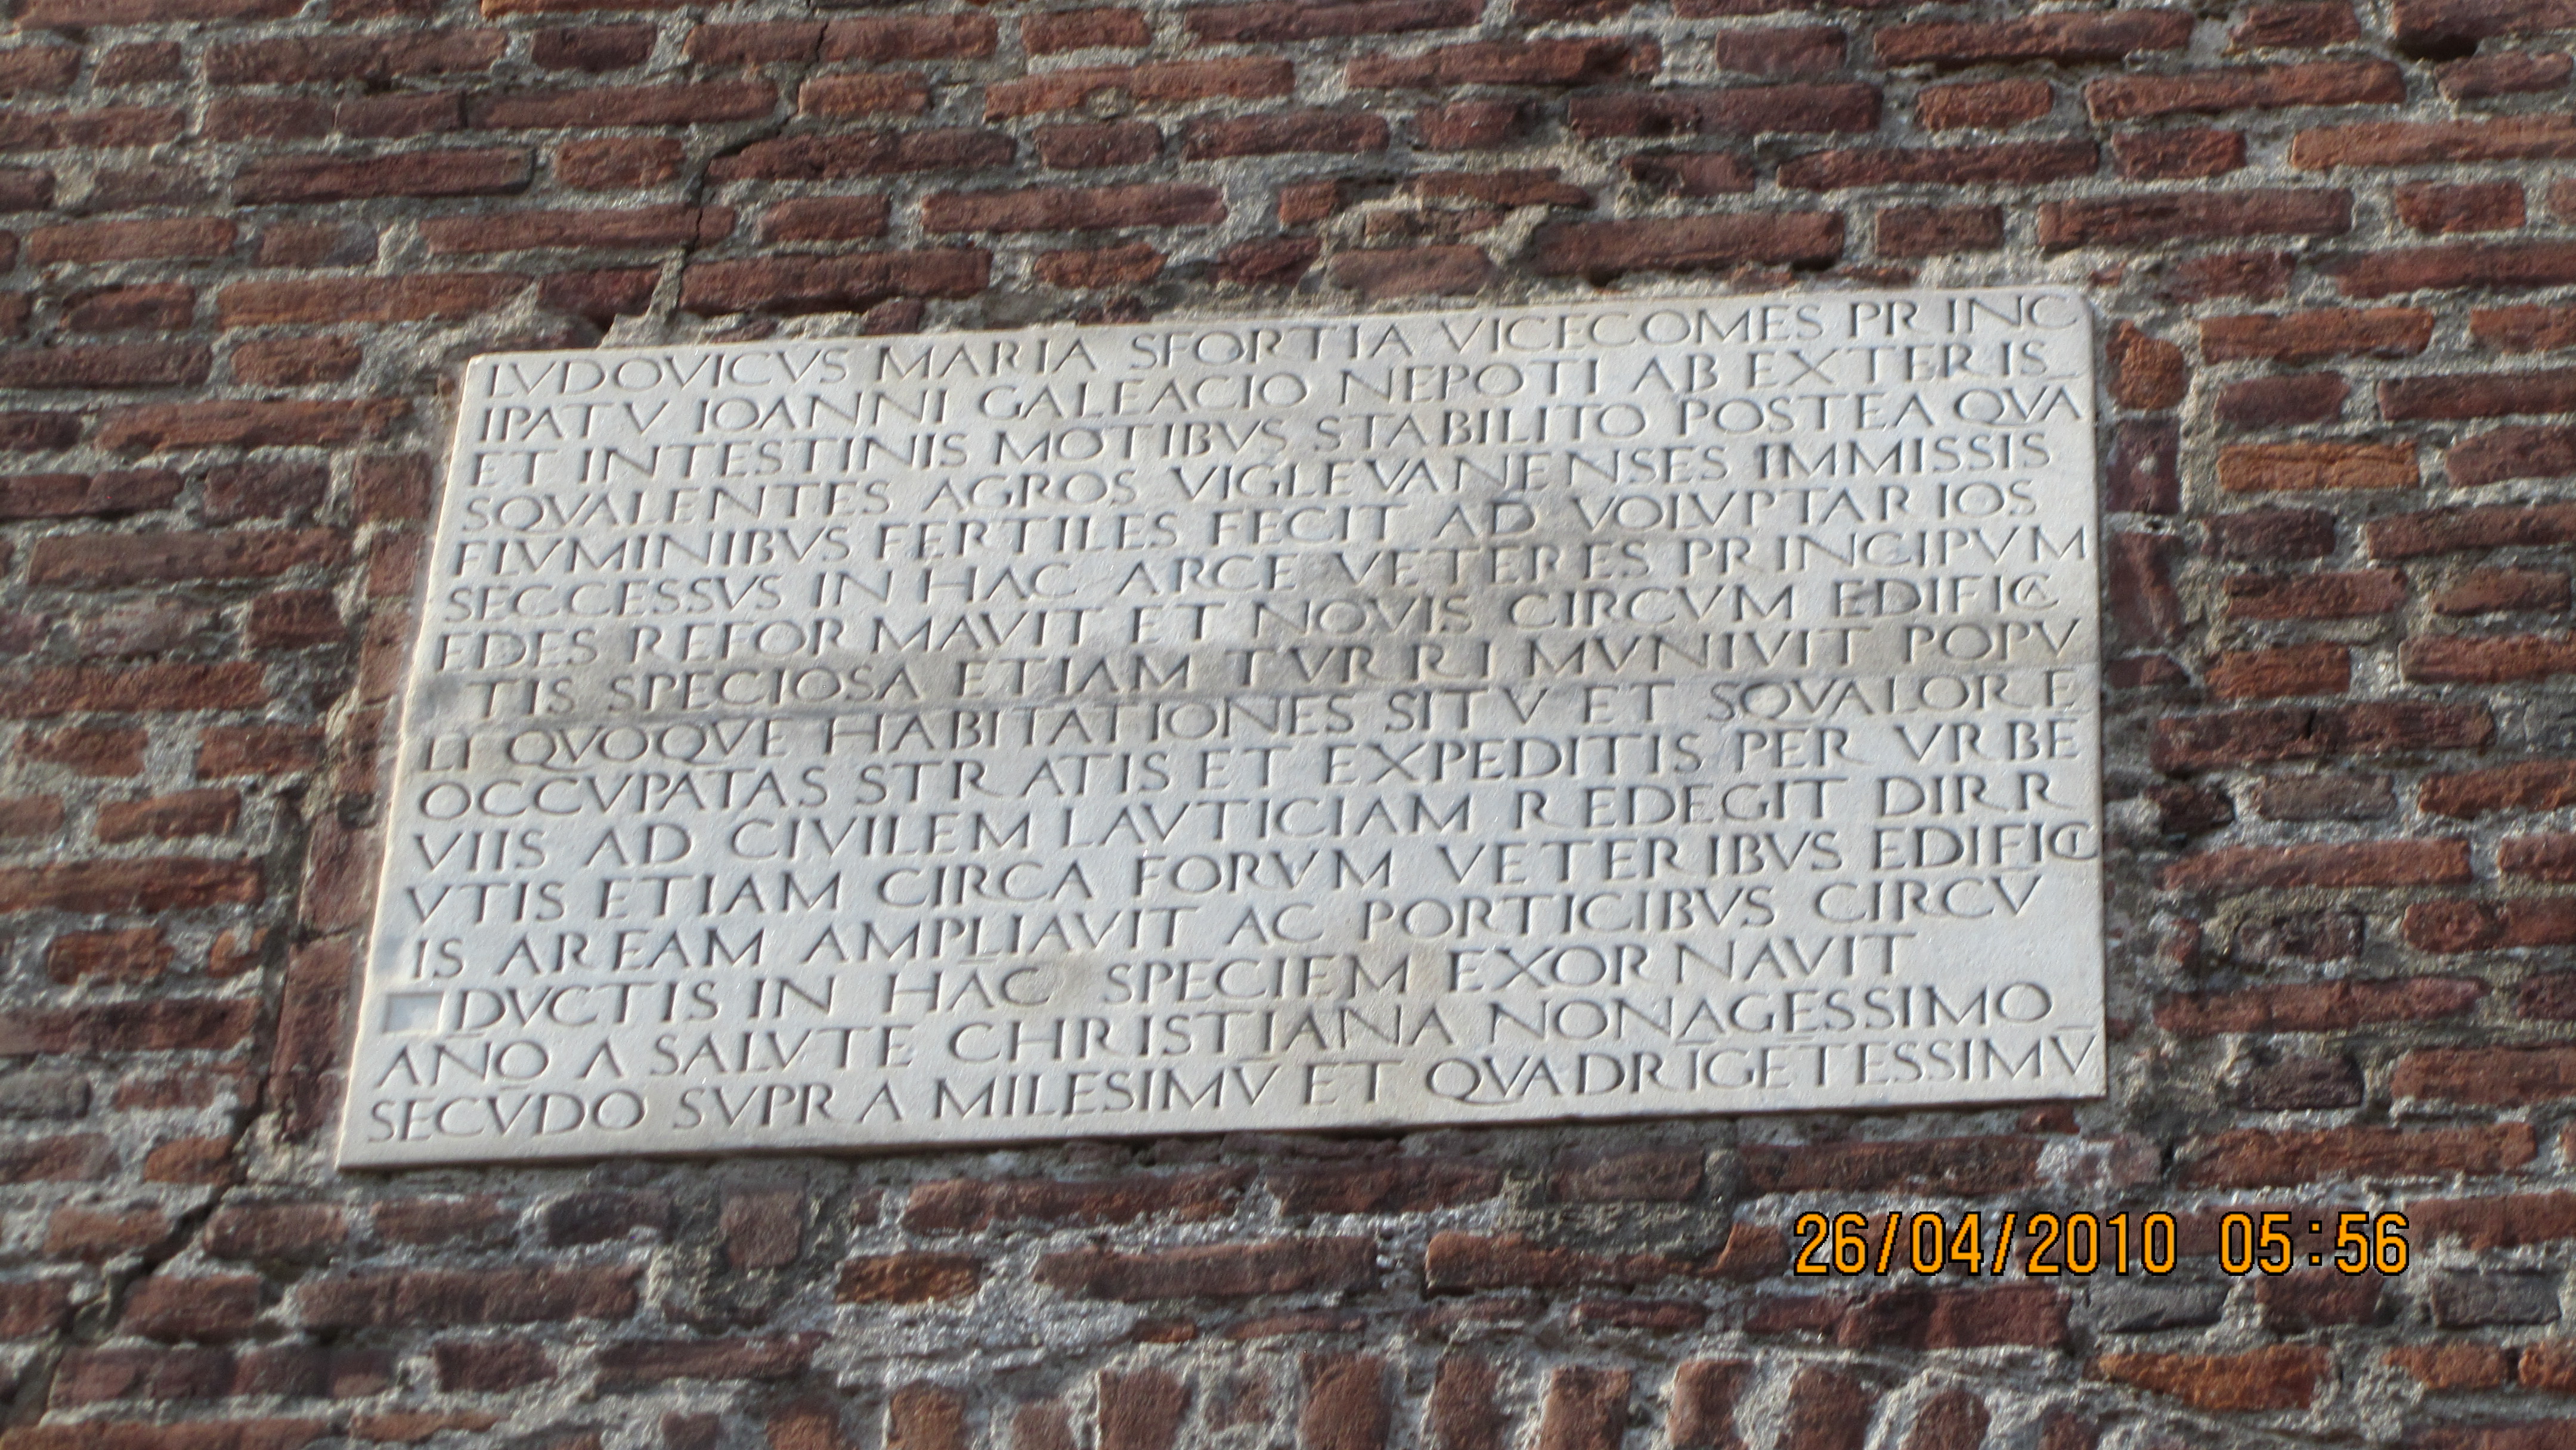 LVDOVICVS MARIA SFORTIA VICECOMES PRINC
IPATV IOANNI GALEACIO NEPOTI AB EXTERIS
ET INTESTINIS MOTIBVS STABILITO POSTEA QVA
SQVALENTES AGROS VIGLEVANENSES IMMISSIS
FLVMINIBVS FERTILES FECIT AD VOLVPTARIOS
SECCESSVS IN HAC ARCE VETERES PRINCIPVM
EDES REFORMAVIT ET NOVIS CIRCVM EDIFICA
TIS SPECIOSA ETIAM TVRRI MVNIVIT POPV
LI QVOQVE HABITATIONES SITV ET SQVALORE
OCCVPATAS STRATIS ET EXPEDITIS PER VRBE
VIIS AD CIVILEM LAVTICIAM REDEGIT DIRR
VTIS ETIAM CIRCA FORVM VETERIBVS EDIFICI
IS AREAM AMPLIAVIT AC PORTICIBVS CIRCV
DVCTIS IN HAC SPECIEM EXORNAVIT
ANO A SALVTE CHRISTIANA NONAGESSIMO
SECVDO SVPRA MILESIMV̄ ET QVADRIGETESSIMV̄
26/04/2010 05:56